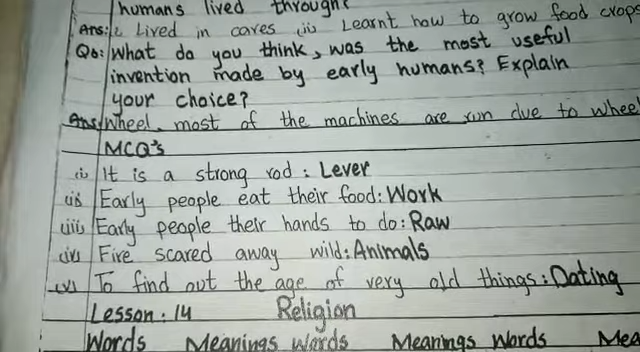 humans lived through?
Ans: i Lived in caves (ii) Learnt how to grow food crops
Q6: What do you think, was the most useful
invention made by early humans? Explain
your choice?
Ans, Wheel, most of the machines are run due to wheel
MCQ's
(i) It is a strong rod : Lever
(ii) Early people eat their food: Work
(iii) Early people their hands to do: Raw
(iv) Fire scared away wild: Animals
(v) To find out the age of very old things: Dating
Lesson: 14 Religion
Words Meanings Words Meanings Words Mea